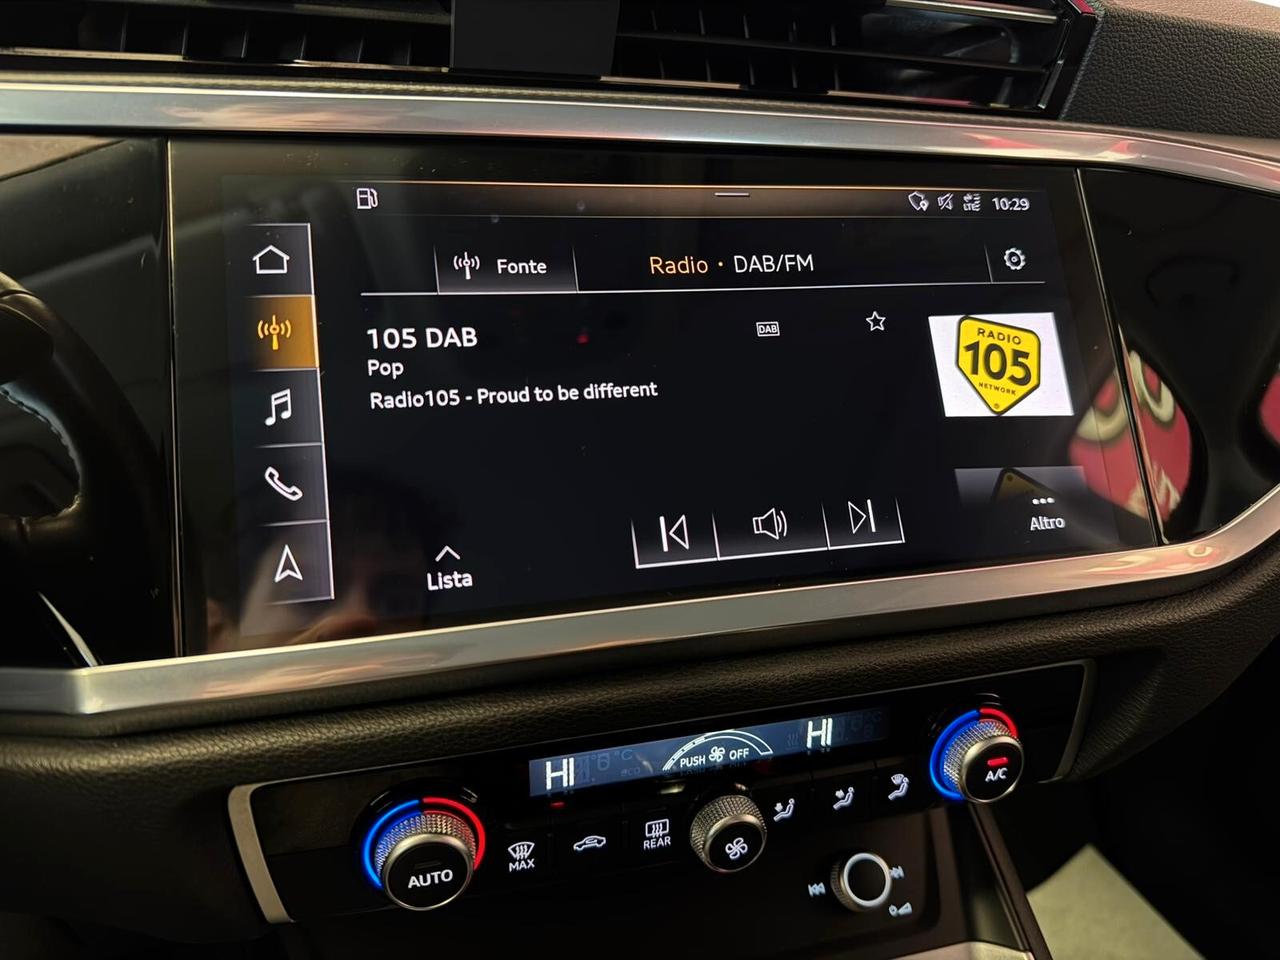 LTE
10:29
Fonte
Radio • DAB/FM
105 DAB
DAB
Pop
Radio105 - Proud to be different
RADIO
105
NETWORK
Lista
Altro
HI
PUSH OFF
HI
AUTO
MAX
REAR
A/C